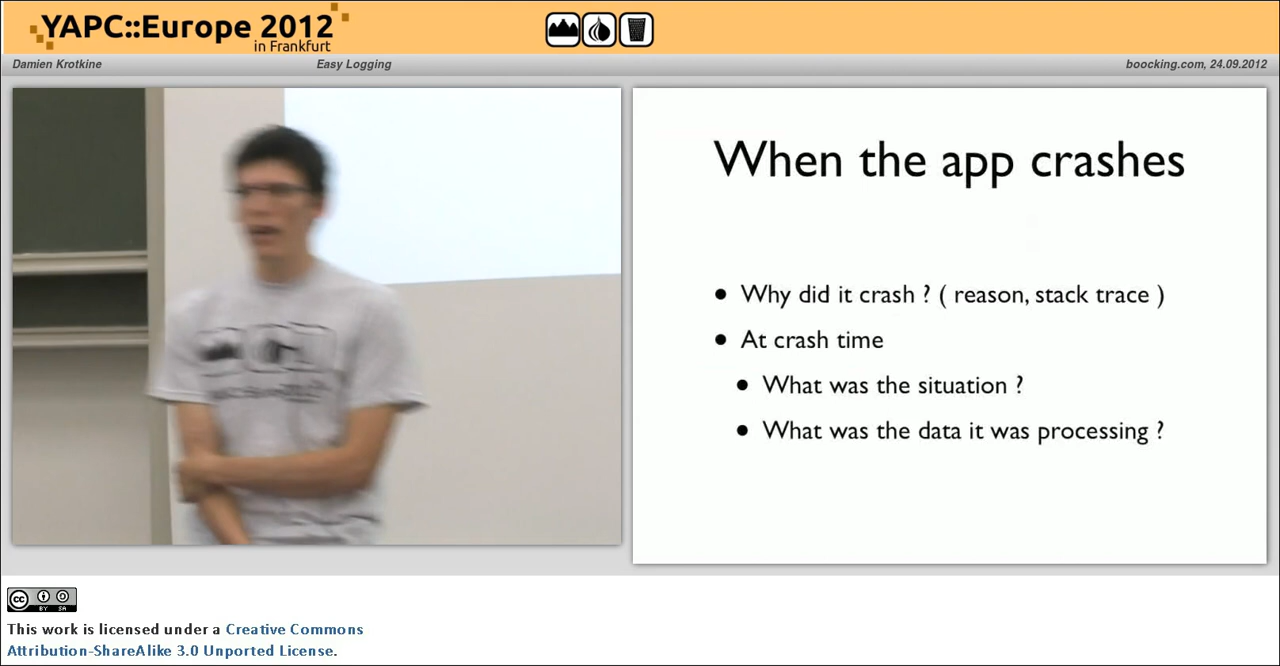 YAPC::Europe 2012
in Frankfurt
Damien Krotkine
Easy Logging
boocking.com, 24.09.2012
When the app crashes
• Why did it crash ? ( reason, stack trace )
• At crash time
• What was the situation ?
• What was the data it was processing ?
cc
BY SA
This work is licensed under a Creative Commons
Attribution-ShareAlike 3.0 Unported License.